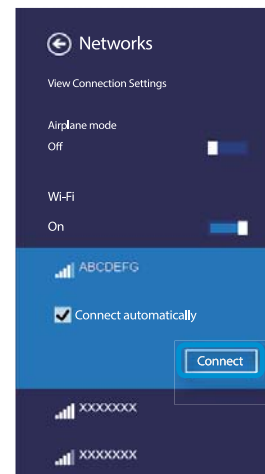 Networks
View Connection Settings
Airplane mode
Off
Wi-Fi
On
ABCDEFG
Connect automatically
Connect
XXXXXXX
XXXXXXX